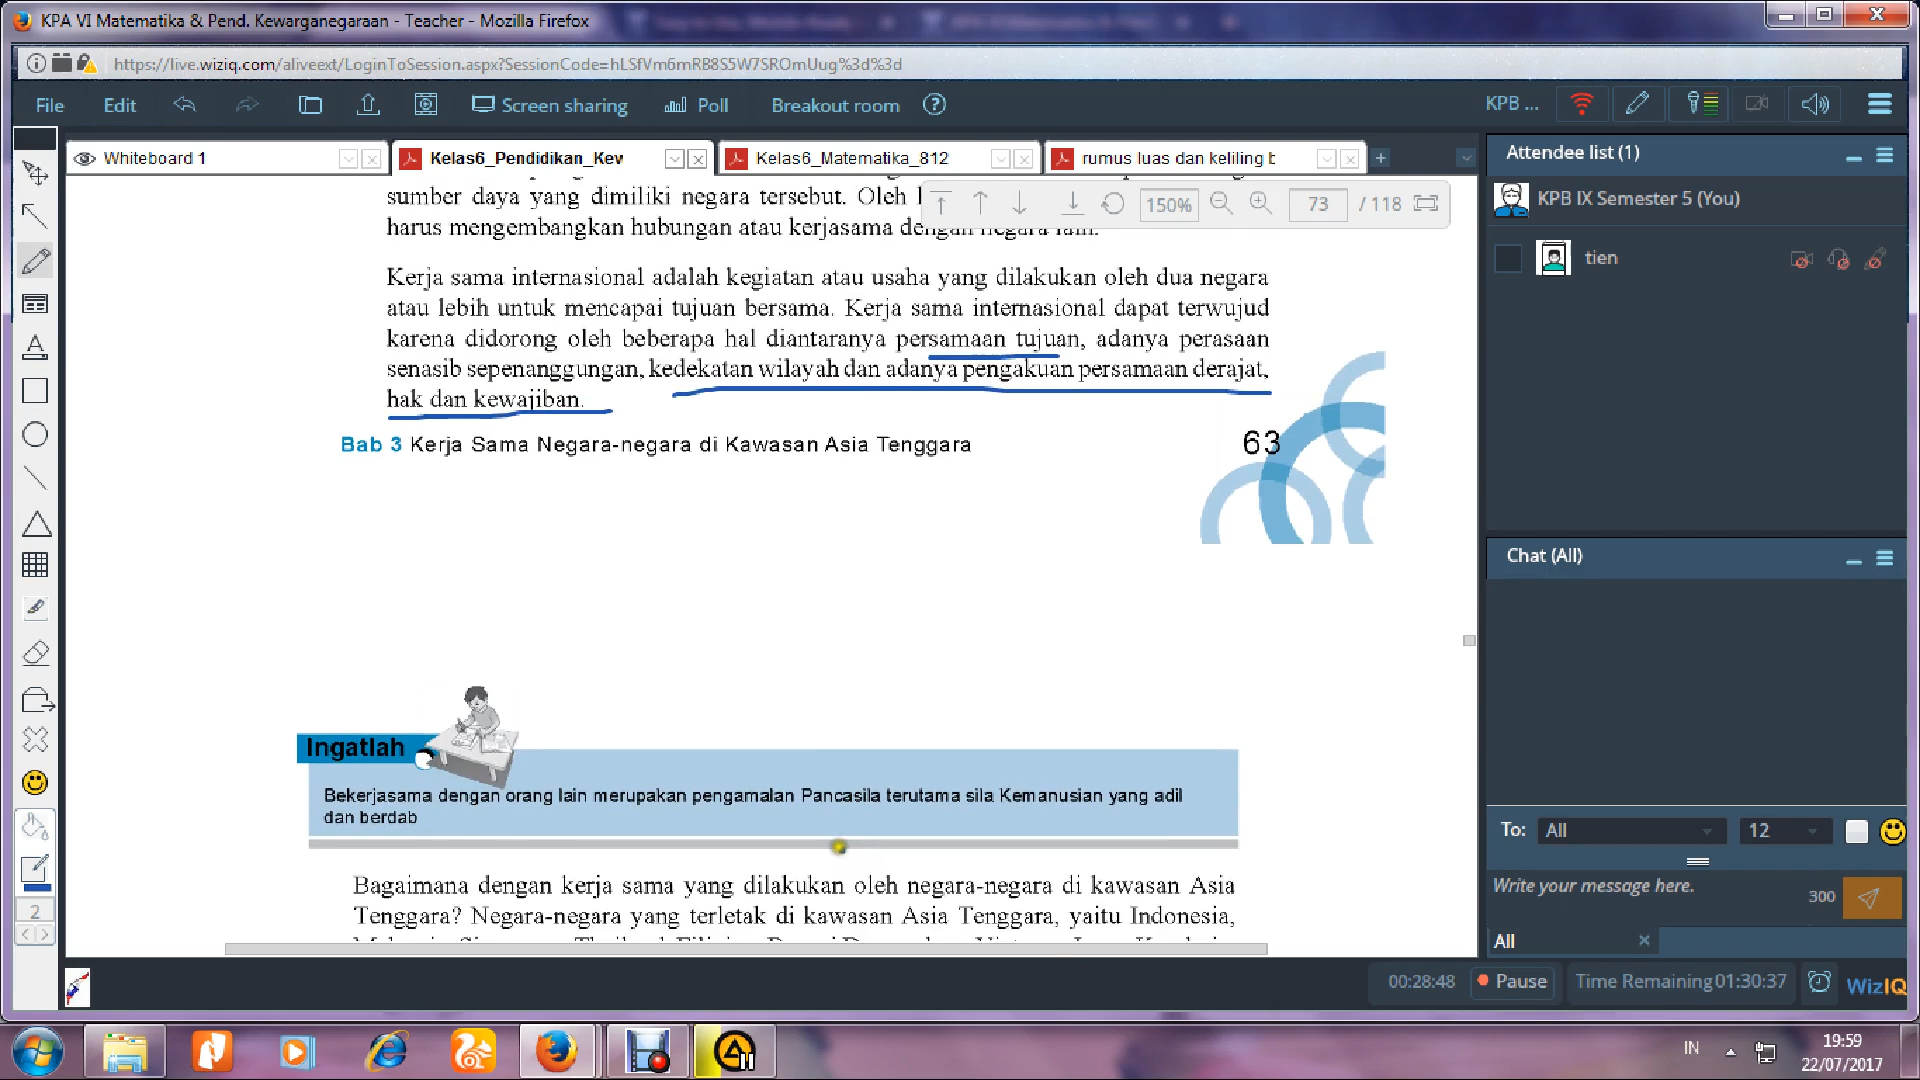 KPA VI Matematika & Pend. Kewarganegaraan - Teacher - Mozilla Firefox
https://live.wiziq.com/aliveext/LoginToSession.aspx?SessionCode=hLSfVm6mRB8S5W7SROmUug%3d%3d
File Edit Screen sharing Poll Breakout room KPB ...
Whiteboard 1 Kelas6_Pendidikan_Kev Kelas6_Matematika_812 rumus luas dan keliling b
150% 73 / 118
sumber daya yang dimiliki negara tersebut. Oleh
harus mengembangkan hubungan atau kerjasama dengan negara lain.
Kerja sama internasional adalah kegiatan atau usaha yang dilakukan oleh dua negara
atau lebih untuk mencapai tujuan bersama. Kerja sama internasional dapat terwujud
karena didorong oleh beberapa hal diantaranya persamaan tujuan, adanya perasaan
senasib sepenanggungan, kedekatan wilayah dan adanya pengakuan persamaan derajat,
hak dan kewajiban.
Bab 3 Kerja Sama Negara-negara di Kawasan Asia Tenggara 63
Ingatlah
Bekerjasama dengan orang lain merupakan pengamalan Pancasila terutama sila Kemanusian yang adil
dan berdab
Bagaimana dengan kerja sama yang dilakukan oleh negara-negara di kawasan Asia
Tenggara? Negara-negara yang terletak di kawasan Asia Tenggara, yaitu Indonesia,
2
Attendee list (1)
KPB IX Semester 5 (You)
tien
Chat (All)
To: All 12
Write your message here. 300
All
00:28:48 Pause Time Remaining 01:30:37 WizIQ
IN 19:59
22/07/2017